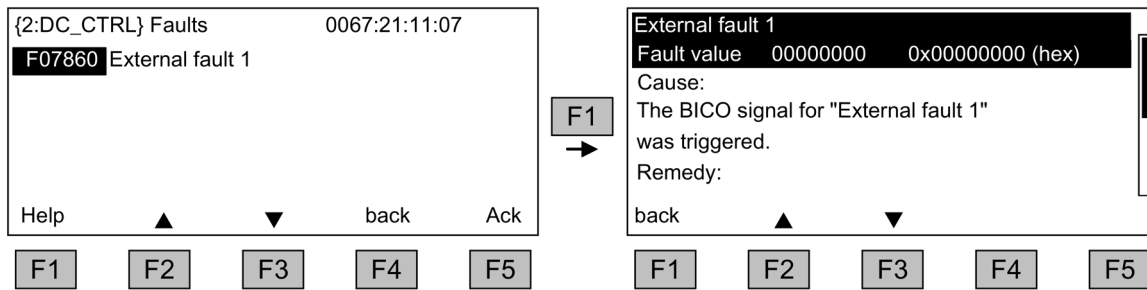 {2:DC_CTRL} Faults 0067:21:11:07
F07860 External fault 1
Help ▲ ▼ back Ack
F1 F2 F3 F4 F5
F1
External fault 1
Fault value 00000000 0x00000000 (hex)
Cause:
The BICO signal for "External fault 1"
was triggered.
Remedy:
back ▲ ▼
F1 F2 F3 F4 F5